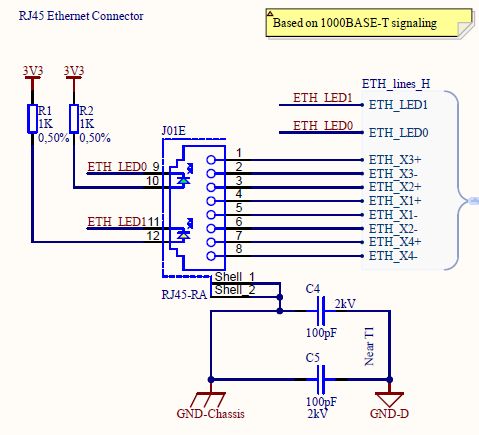 RJ45 Ethernet Connector
Based on 1000BASE-T signaling
3V3 3V3
ETH_lines_H
ETH_LED1 ETH_LED1
R1 R2
1K 1K
0,50% 0,50%
ETH_LED0 ETH_LED0
J01E
1 ETH_X3+
ETH_LED0 9 2 ETH_X3-
10 3 ETH_X2+
4 ETH_X1+
5 ETH_X1-
ETH_LED1 11 6 ETH_X2-
12 7 ETH_X4+
8 ETH_X4-
Shell_1
Shell_2
RJ45-RA
C4
2kV
100pF
Near T1
C5
100pF
2kV
GND-Chassis
GND-D